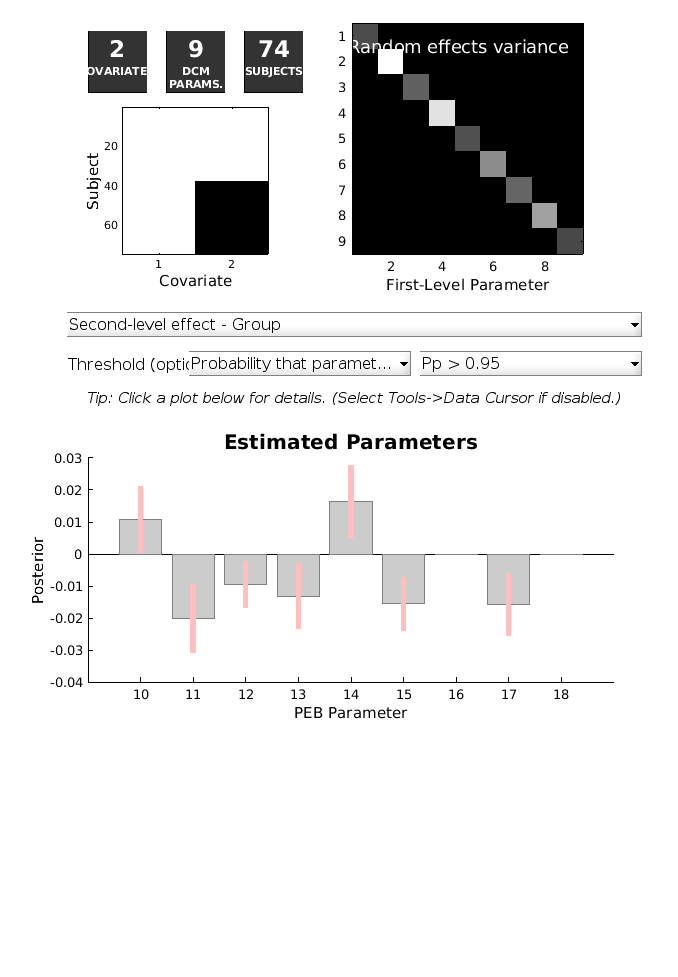 2
OVARIATE
9
DCM
PARAMS.
74
SUBJECTS
Subject
20
40
60
1 2
Covariate
Random effects variance
1
2
3
4
5
6
7
8
9
2 4 6 8
First-Level Parameter
Second-level effect - Group
Threshold (optic Probability that paramet... Pp > 0.95
Tip: Click a plot below for details. (Select Tools->Data Cursor if disabled.)
Estimated Parameters
Posterior
0.03
0.02
0.01
0
-0.01
-0.02
-0.03
-0.04
10 11 12 13 14 15 16 17 18
PEB Parameter